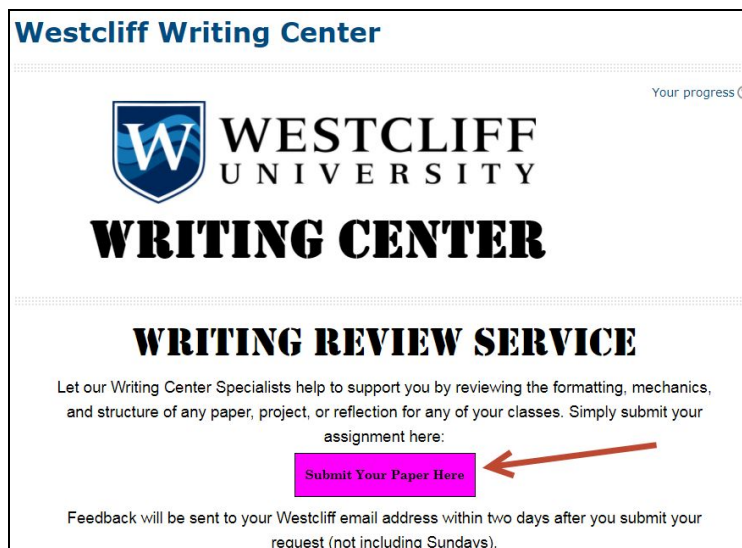 Westcliff Writing Center
Your progress
W WESTCLIFF
UNIVERSITY
WRITING CENTER
WRITING REVIEW SERVICE
Let our Writing Center Specialists help to support you by reviewing the formatting, mechanics,
and structure of any paper, project, or reflection for any of your classes. Simply submit your
assignment here:
Submit Your Paper Here
Feedback will be sent to your Westcliff email address within two days after you submit your
request (not including Sundays).